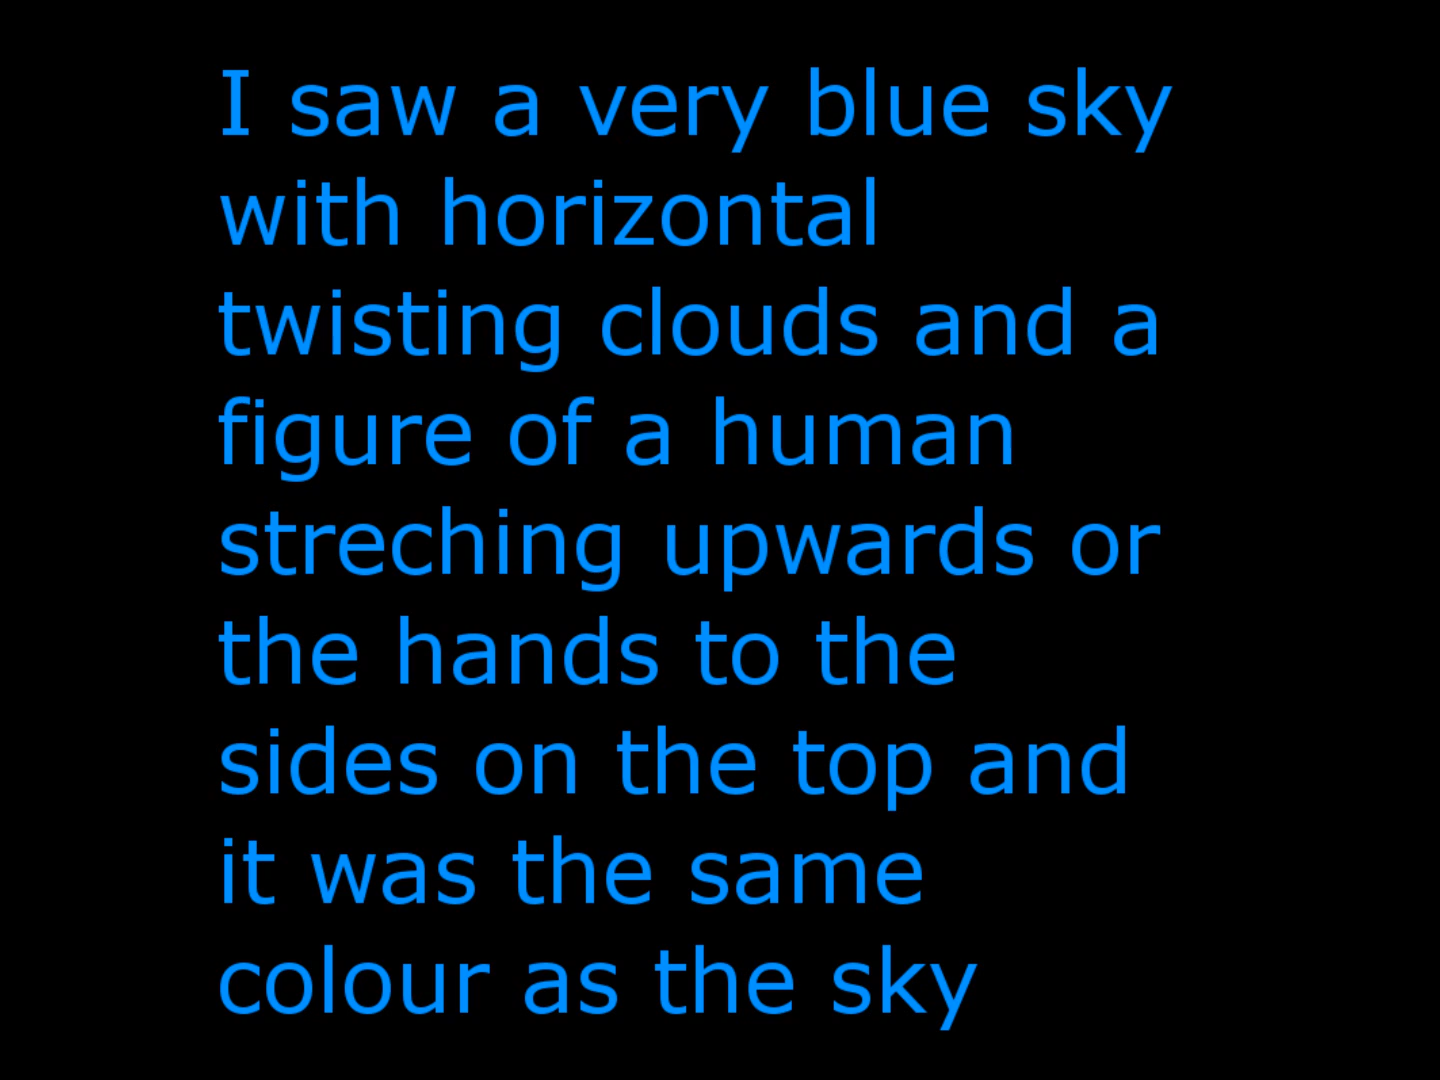 I saw a very blue sky
with horizontal
twisting clouds and a
figure of a human
streching upwards or
the hands to the
sides on the top and
it was the same
colour as the sky